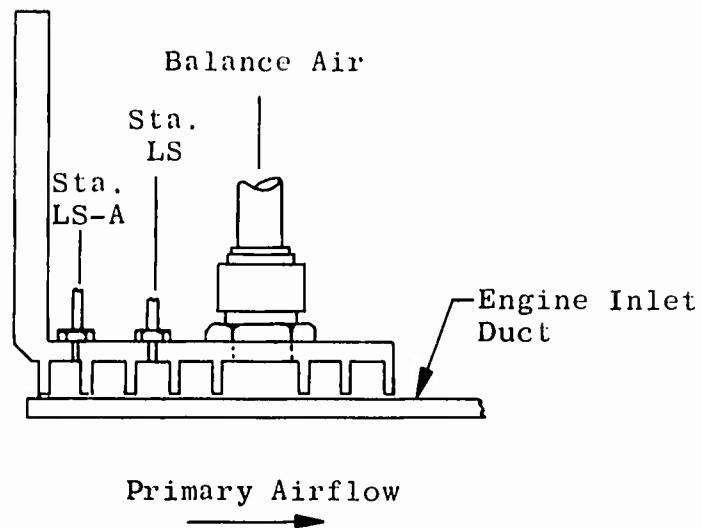 Balance Air
Sta.
LS
Sta.
LS-A
Engine Inlet
Duct
Primary Airflow